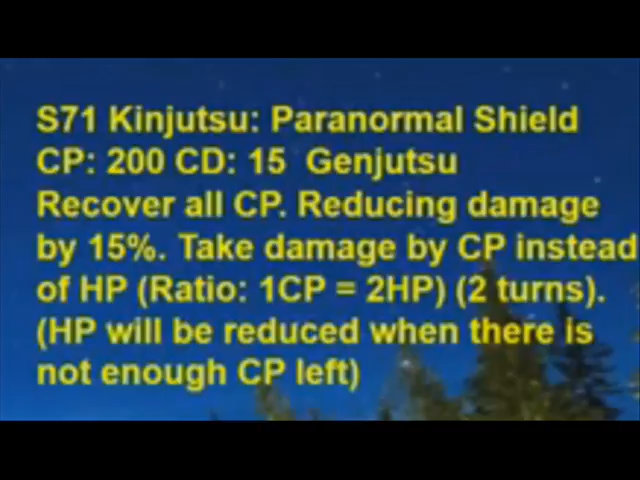 S71 Kinjutsu: Paranormal Shield
CP: 200 CD: 15 Genjutsu
Recover all CP. Reducing damage
by 15%. Take damage by CP instead
of HP (Ratio: 1CP = 2HP) (2 turns).
(HP will be reduced when there is
not enough CP left)